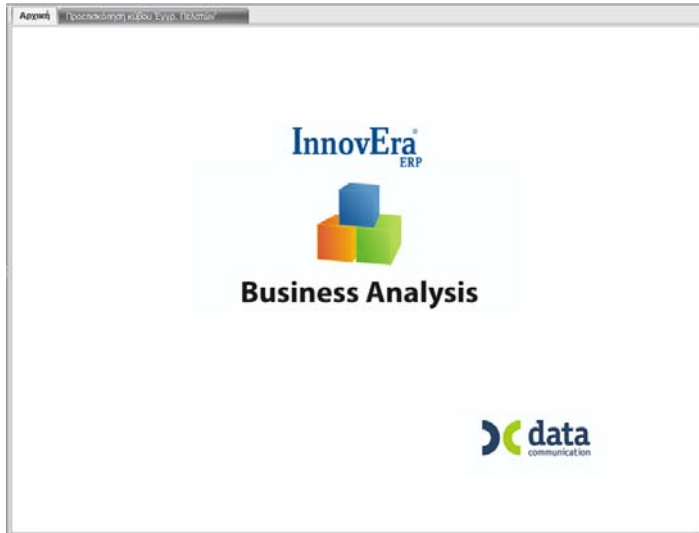 Αρχική
Προεπισκόπηση κύβου Έγγρ. Πελατών
InnovEra®
ERP
Business Analysis
data
communication